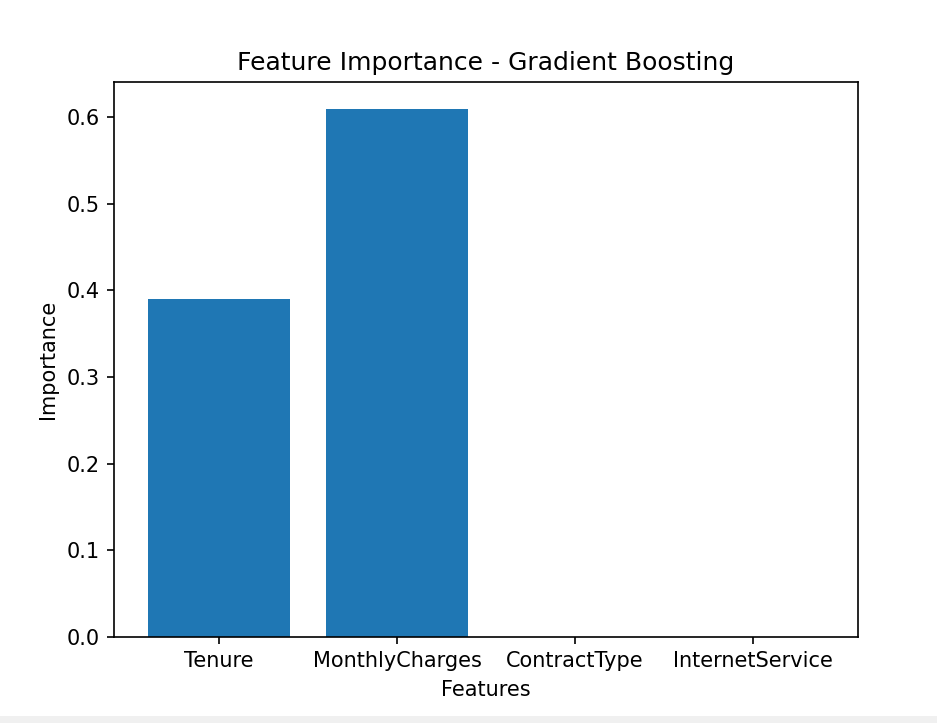 Feature Importance - Gradient Boosting
0.6
0.5
0.4
0.3
0.2
0.1
0.0
Importance
Tenure MonthlyCharges ContractType InternetService
Features